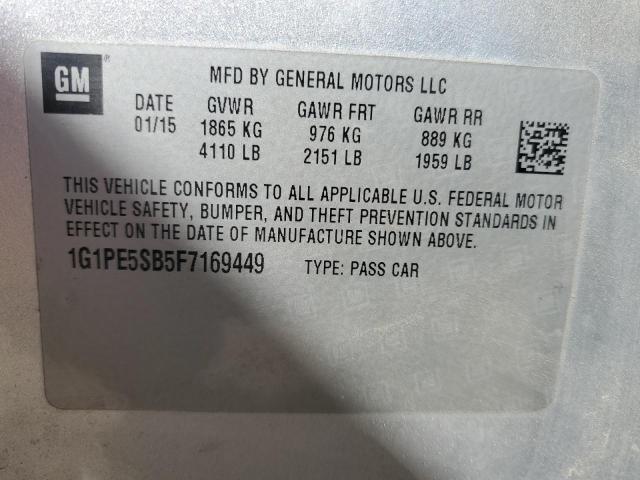 GM ®
MFD BY GENERAL MOTORS LLC
DATE GVWR GAWR FRT GAWR RR
01/15 1865 KG 976 KG 889 KG
4110 LB 2151 LB 1959 LB
THIS VEHICLE CONFORMS TO ALL APPLICABLE U.S. FEDERAL MOTOR
VEHICLE SAFETY, BUMPER, AND THEFT PREVENTION STANDARDS IN
EFFECT ON THE DATE OF MANUFACTURE SHOWN ABOVE.
1G1PE5SB5F7169449 TYPE: PASS CAR